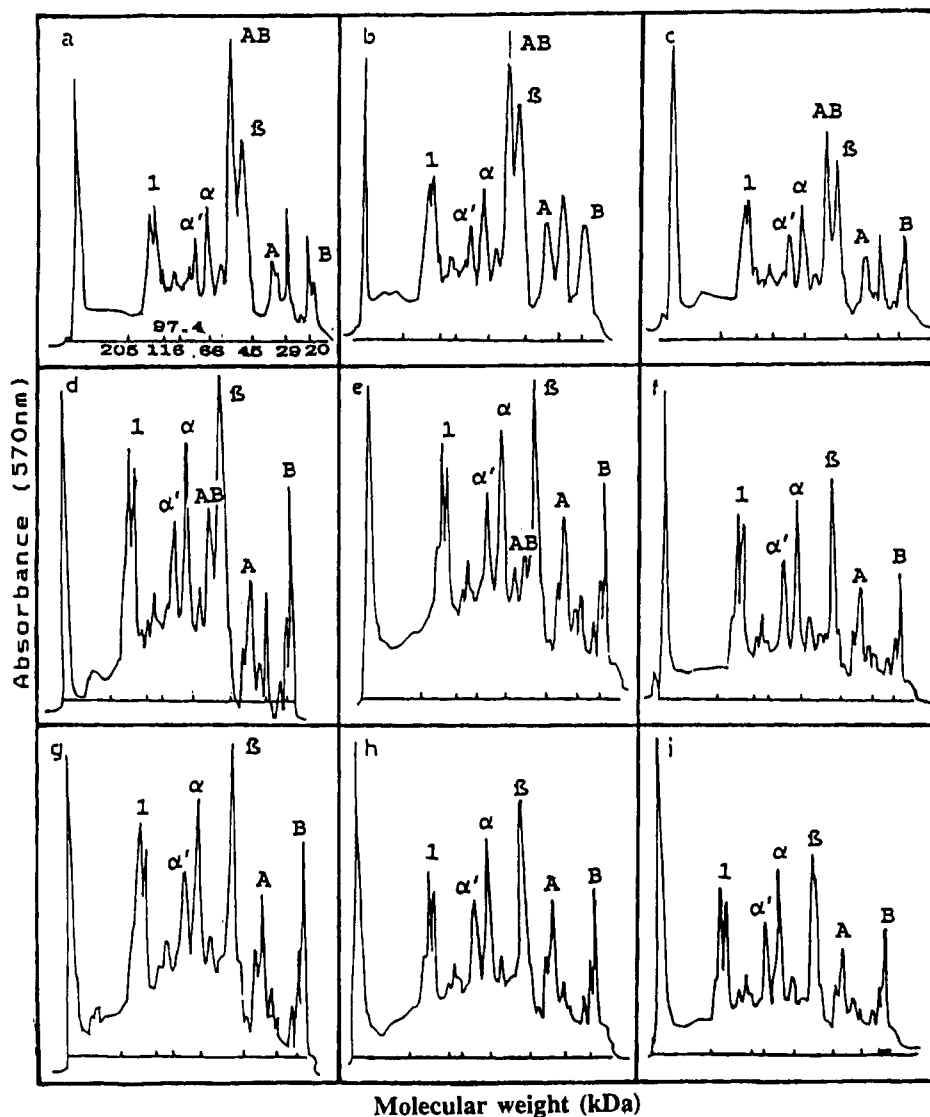 Absorbance (570nm)
a
1
α'
α
AB
ß
A
B
97.4
205 116 66 45 29 20
b
1
α'
α
AB
ß
A
B
c
1
α'
α
AB
ß
A
B
d
1
α'
α
AB
ß
A
B
e
1
α'
α
AB
ß
A
B
f
1
α'
α
ß
A
B
g
1
α'
α
ß
A
B
h
1
α'
α
ß
A
B
i
1
α'
α
ß
A
B
Molecular weight (kDa)